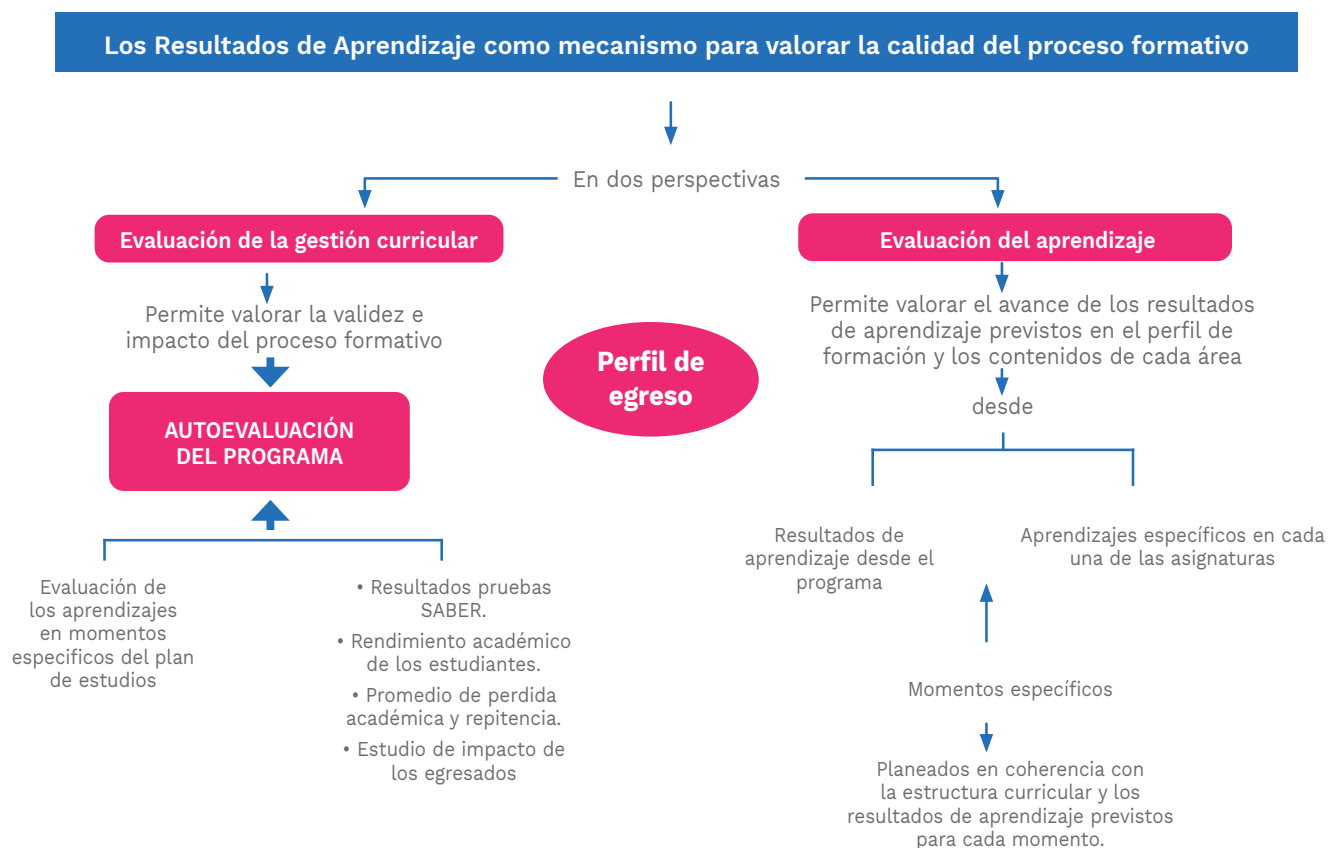 Los Resultados de Aprendizaje como mecanismo para valorar la calidad del proceso formativo
En dos perspectivas
Evaluación de la gestión curricular
Permite valorar la validez e
impacto del proceso formativo
AUTOEVALUACIÓN
DEL PROGRAMA
Evaluación de
los aprendizajes
en momentos
especificos del plan
de estudios
• Resultados pruebas
SABER.
• Rendimiento académico
de los estudiantes.
• Promedio de perdida
académica y repitencia.
• Estudio de impacto de
los egresados
Perfil de
egreso
Evaluación del aprendizaje
Permite valorar el avance de los resultados
de aprendizaje previstos en el perfil de
formación y los contenidos de cada área
desde
Resultados de
aprendizaje desde el
programa
Aprendizajes específicos en cada
una de las asignaturas
Momentos específicos
Planeados en coherencia con
la estructura curricular y los
resultados de aprendizaje previstos
para cada momento.